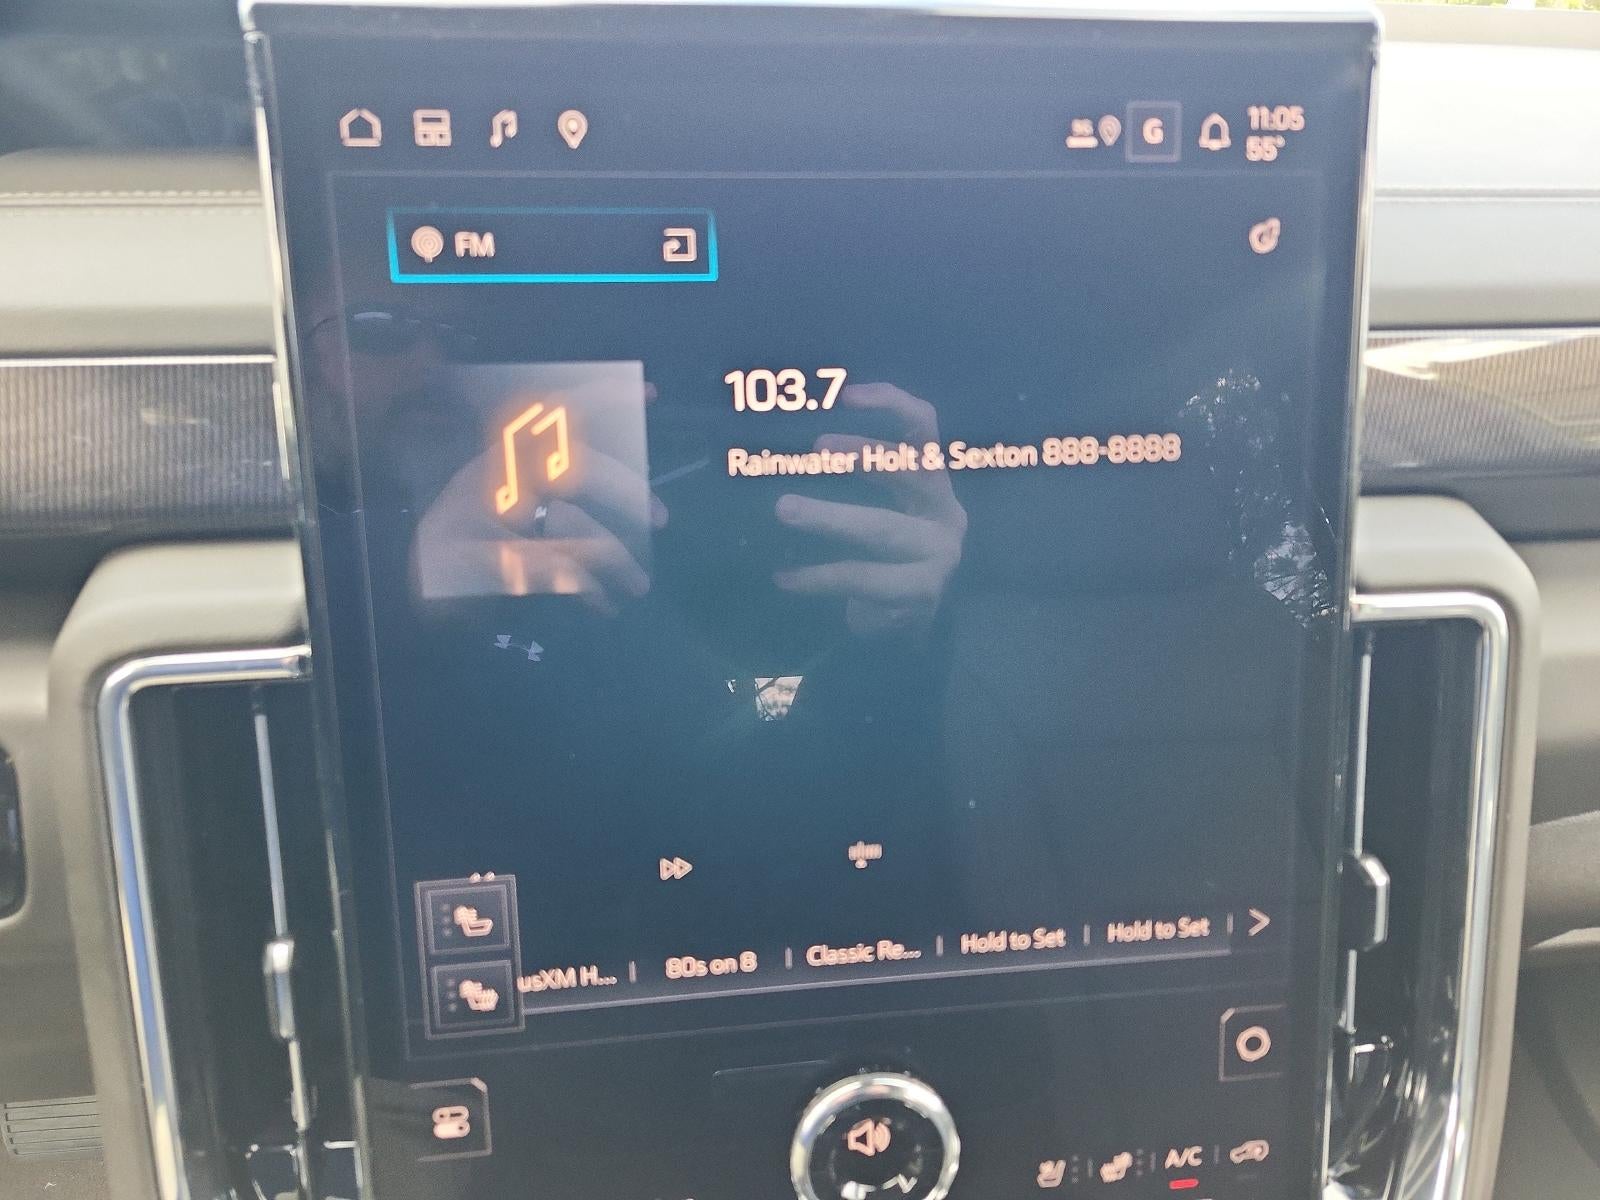 G
11:05
55°
FM
103.7
Rainwater Holt & Sexton 888-8888
usXM H...
80s on 8
Classic Re...
Hold to Set
Hold to Set
A/C